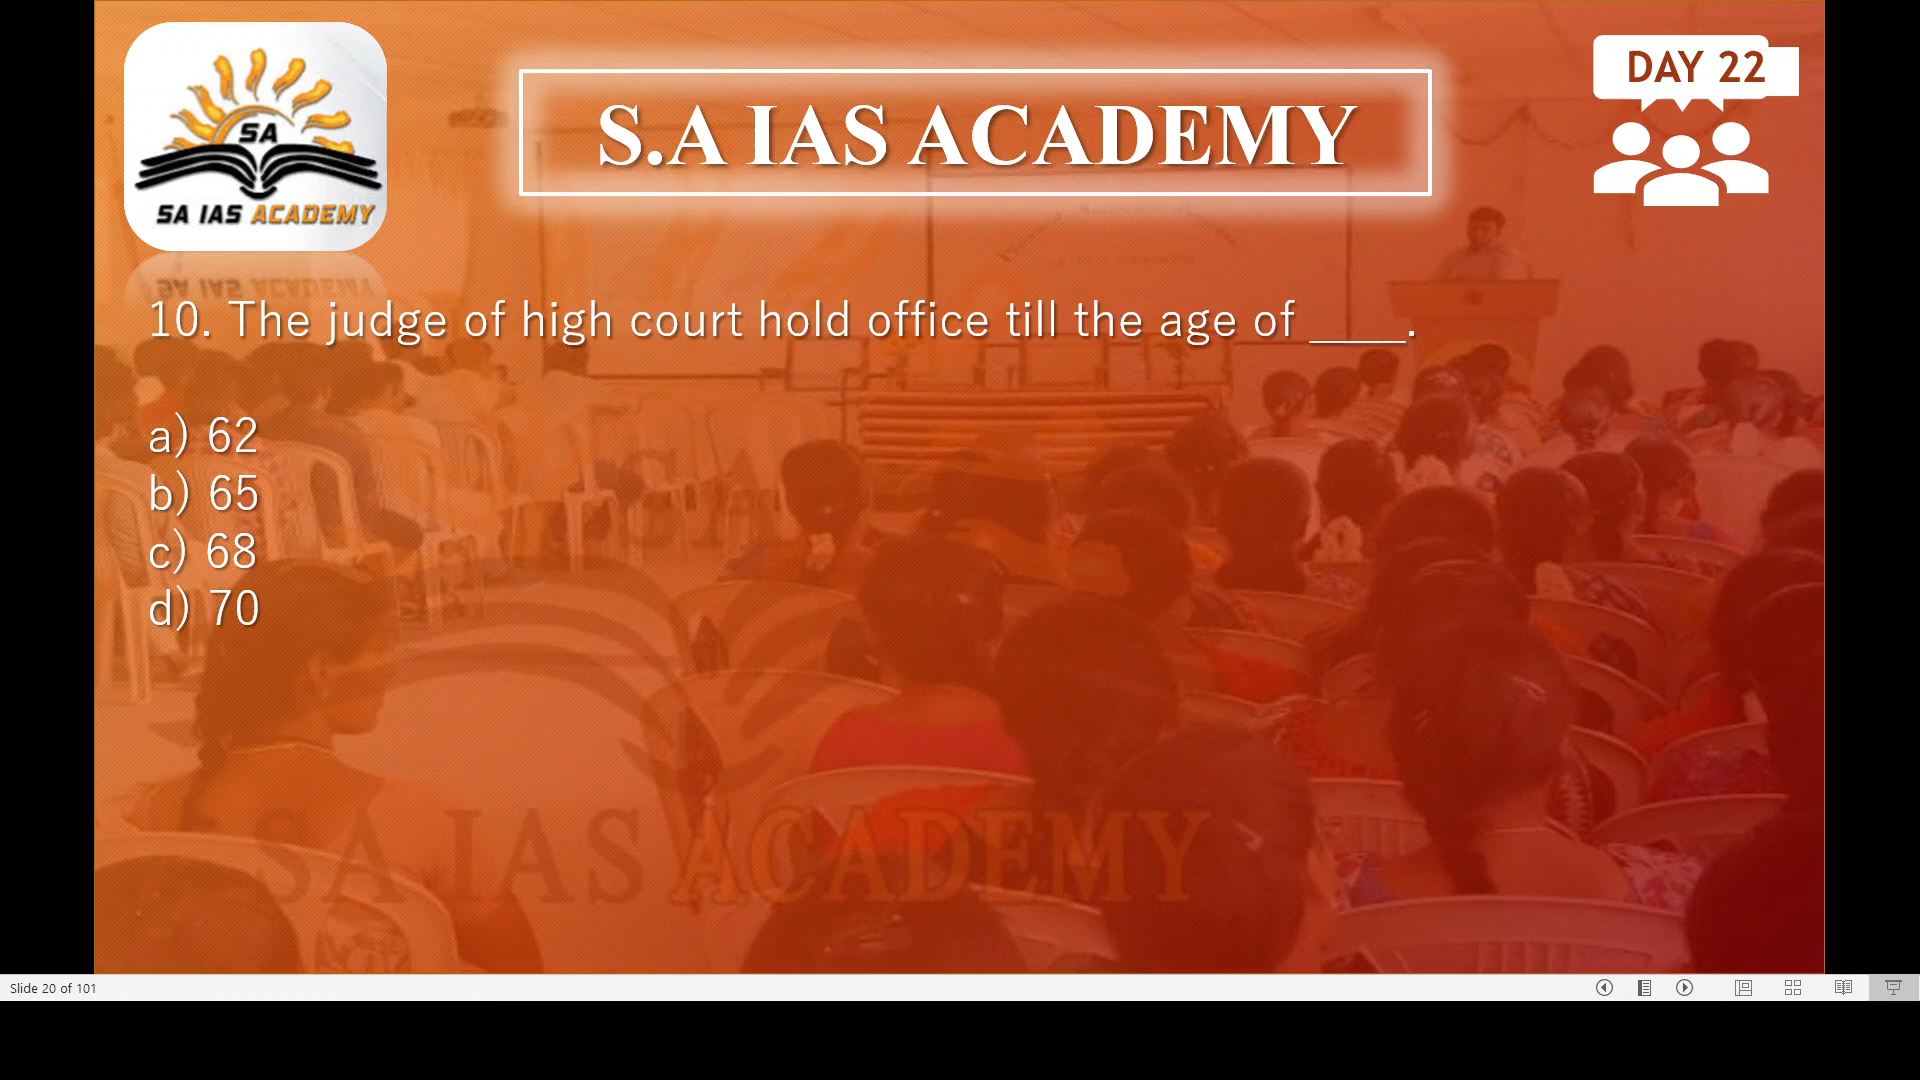 SA
SA IAS ACADEMY
S.A IAS ACADEMY
DAY 22
10. The judge of high court hold office till the age of ____.
a) 62
b) 65
c) 68
d) 70
SA IAS ACADEMY
Slide 20 of 101